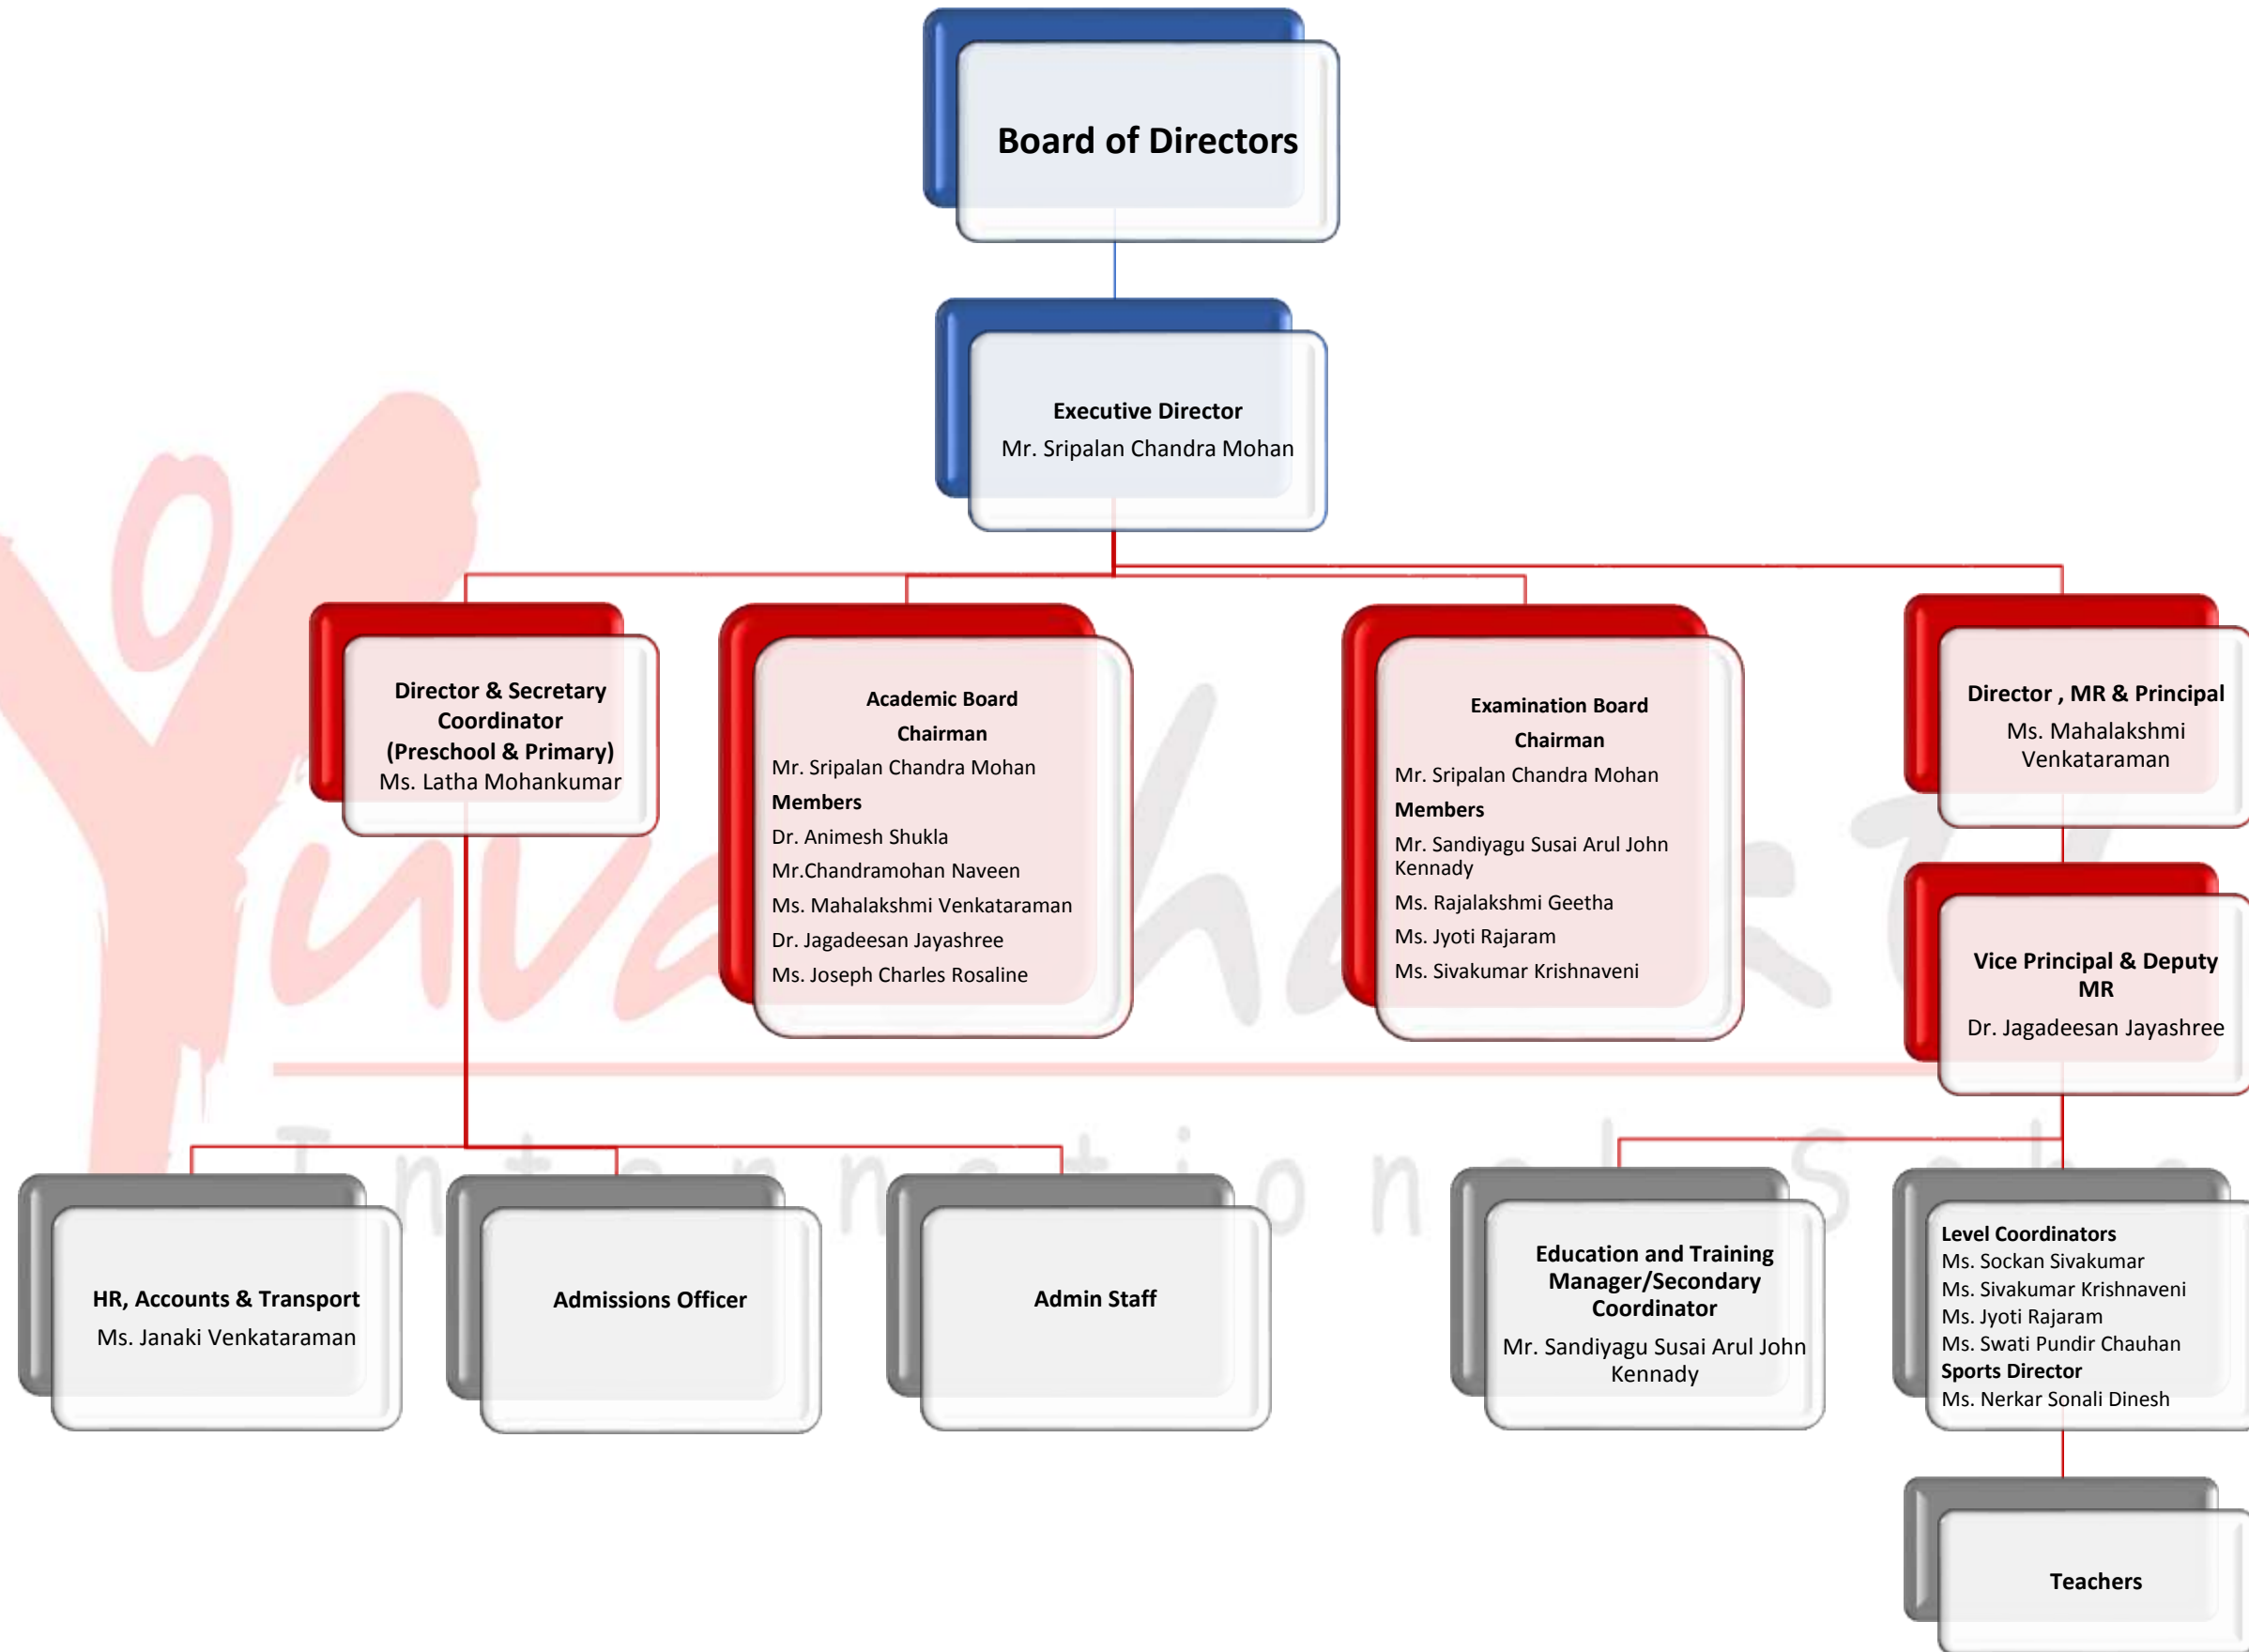 Board of Directors
Executive Director
Mr. Sripalan Chandra Mohan
Director & Secretary
Coordinator
(Preschool & Primary)
Ms. Latha Mohankumar
Academic Board
Chairman
Mr. Sripalan Chandra Mohan
Members
Dr. Animesh Shukla
Mr.Chandramohan Naveen
Ms. Mahalakshmi Venkataraman
Dr. Jagadeesan Jayashree
Ms. Joseph Charles Rosaline
Examination Board
Chairman
Mr. Sripalan Chandra Mohan
Members
Mr. Sandiyagu Susai Arul John
Kennady
Ms. Rajalakshmi Geetha
Ms. Jyoti Rajaram
Ms. Sivakumar Krishnaveni
Director , MR & Principal
Ms. Mahalakshmi
Venkataraman
Vice Principal & Deputy
MR
Dr. Jagadeesan Jayashree
HR, Accounts & Transport
Ms. Janaki Venkataraman
Admissions Officer
Admin Staff
Education and Training
Manager/Secondary
Coordinator
Mr. Sandiyagu Susai Arul John
Kennady
Level Coordinators
Ms. Sockan Sivakumar
Ms. Sivakumar Krishnaveni
Ms. Jyoti Rajaram
Ms. Swati Pundir Chauhan
Sports Director
Ms. Nerkar Sonali Dinesh
Teachers